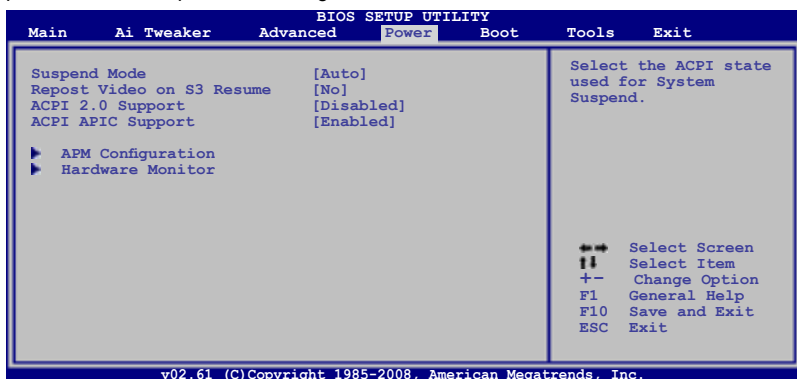 BIOS SETUP UTILITY
Main Ai Tweaker Advanced Power Boot Tools Exit
Suspend Mode [Auto]
Repost Video on S3 Resume [No]
ACPI 2.0 Support [Disabled]
ACPI APIC Support [Enabled]
APM Configuration
Hardware Monitor
Select the ACPI state
used for System
Suspend.
Select Screen
Select Item
+- Change Option
F1 General Help
F10 Save and Exit
ESC Exit
v02.61 (C)Copyright 1985-2008, American Megatrends, Inc.